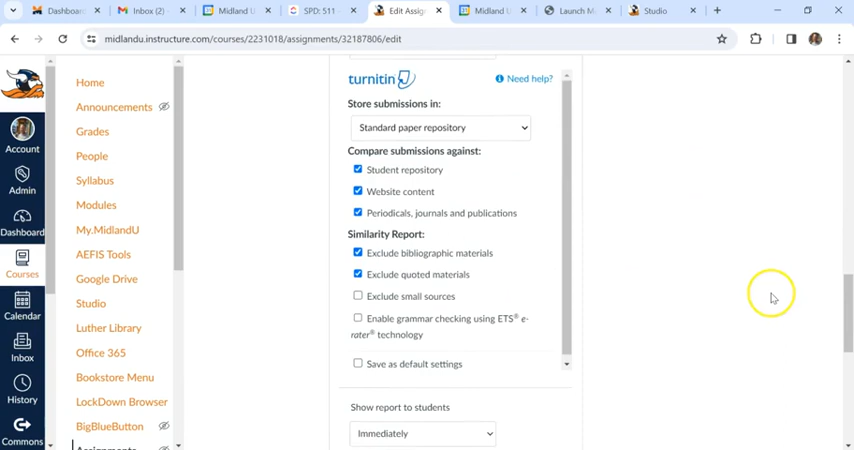 Dashboard
Inbox (2)
Midland U
SPD: 511
Edit Assig
Midland U
Launch M
Studio
midlandu.instructure.com/courses/2231018/assignments/32187806/edit
Account
Admin
Dashboard
Courses
Calendar
Inbox
History
Commons
Home
Announcements
Grades
People
Syllabus
Modules
My.MidlandU
AEFIS Tools
Google Drive
Studio
Luther Library
Office 365
Bookstore Menu
LockDown Browser
BigBlueButton
Assignments
turnitin
Need help?
Store submissions in:
Standard paper repository
Compare submissions against:
Student repository
Website content
Periodicals, journals and publications
Similarity Report:
Exclude bibliographic materials
Exclude quoted materials
Exclude small sources
Enable grammar checking using ETS® e-
rater® technology
Save as default settings
Show report to students
Immediately